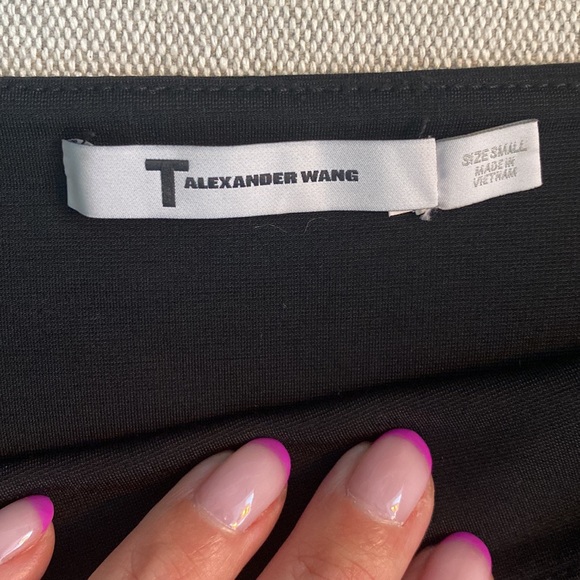 T ALEXANDER WANG
SIZE SMALL
MADE IN
VIETNAM